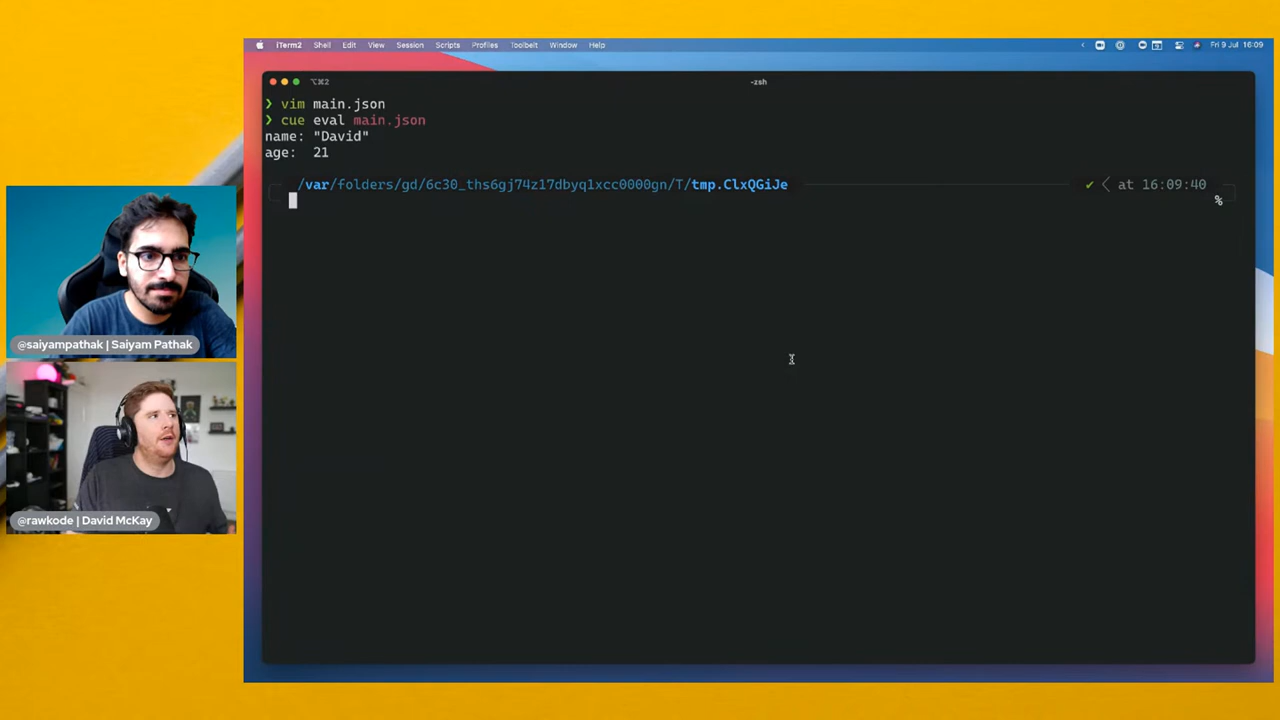 iTerm2 Shell Edit View Session Scripts Profiles Toolbelt Window Help
Fri 9 Jul 16:09
⌥⌘2
-zsh
❯ vim main.json
❯ cue eval main.json
name: "David"
age: 21
/var/folders/gd/6c30_ths6gj74z17dbyq1xcc0000gn/T/tmp.ClxQGiJe
✔ at 16:09:40
%
@saiyampathak | Saiyam Pathak
@rawkode | David McKay